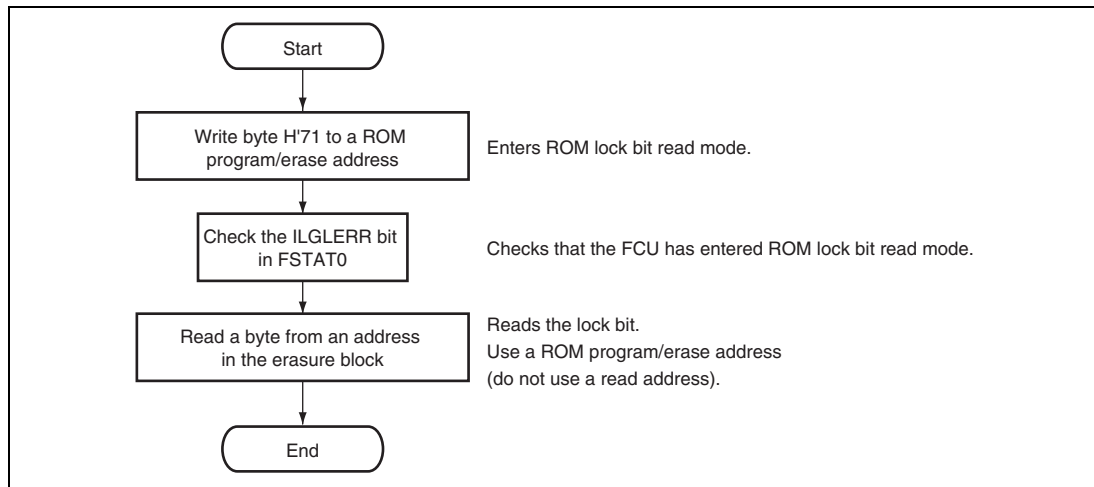 Start
Write byte H'71 to a ROM
program/erase address
Enters ROM lock bit read mode.
Check the ILGLERR bit
in FSTAT0
Checks that the FCU has entered ROM lock bit read mode.
Read a byte from an address
in the erasure block
Reads the lock bit.
Use a ROM program/erase address
(do not use a read address).
End